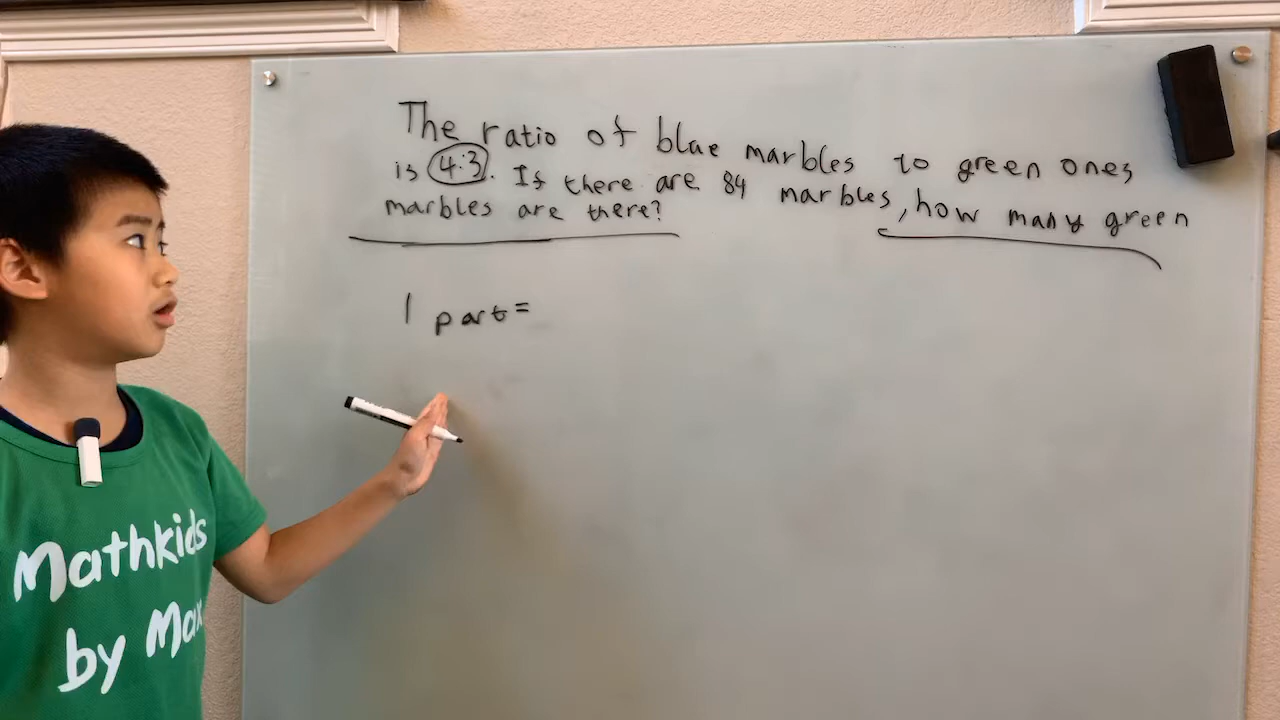 The ratio of blue marbles to green ones
is 4:3. If there are 84 marbles, how many green
marbles are there?
1 part=
Mathkids
by Max